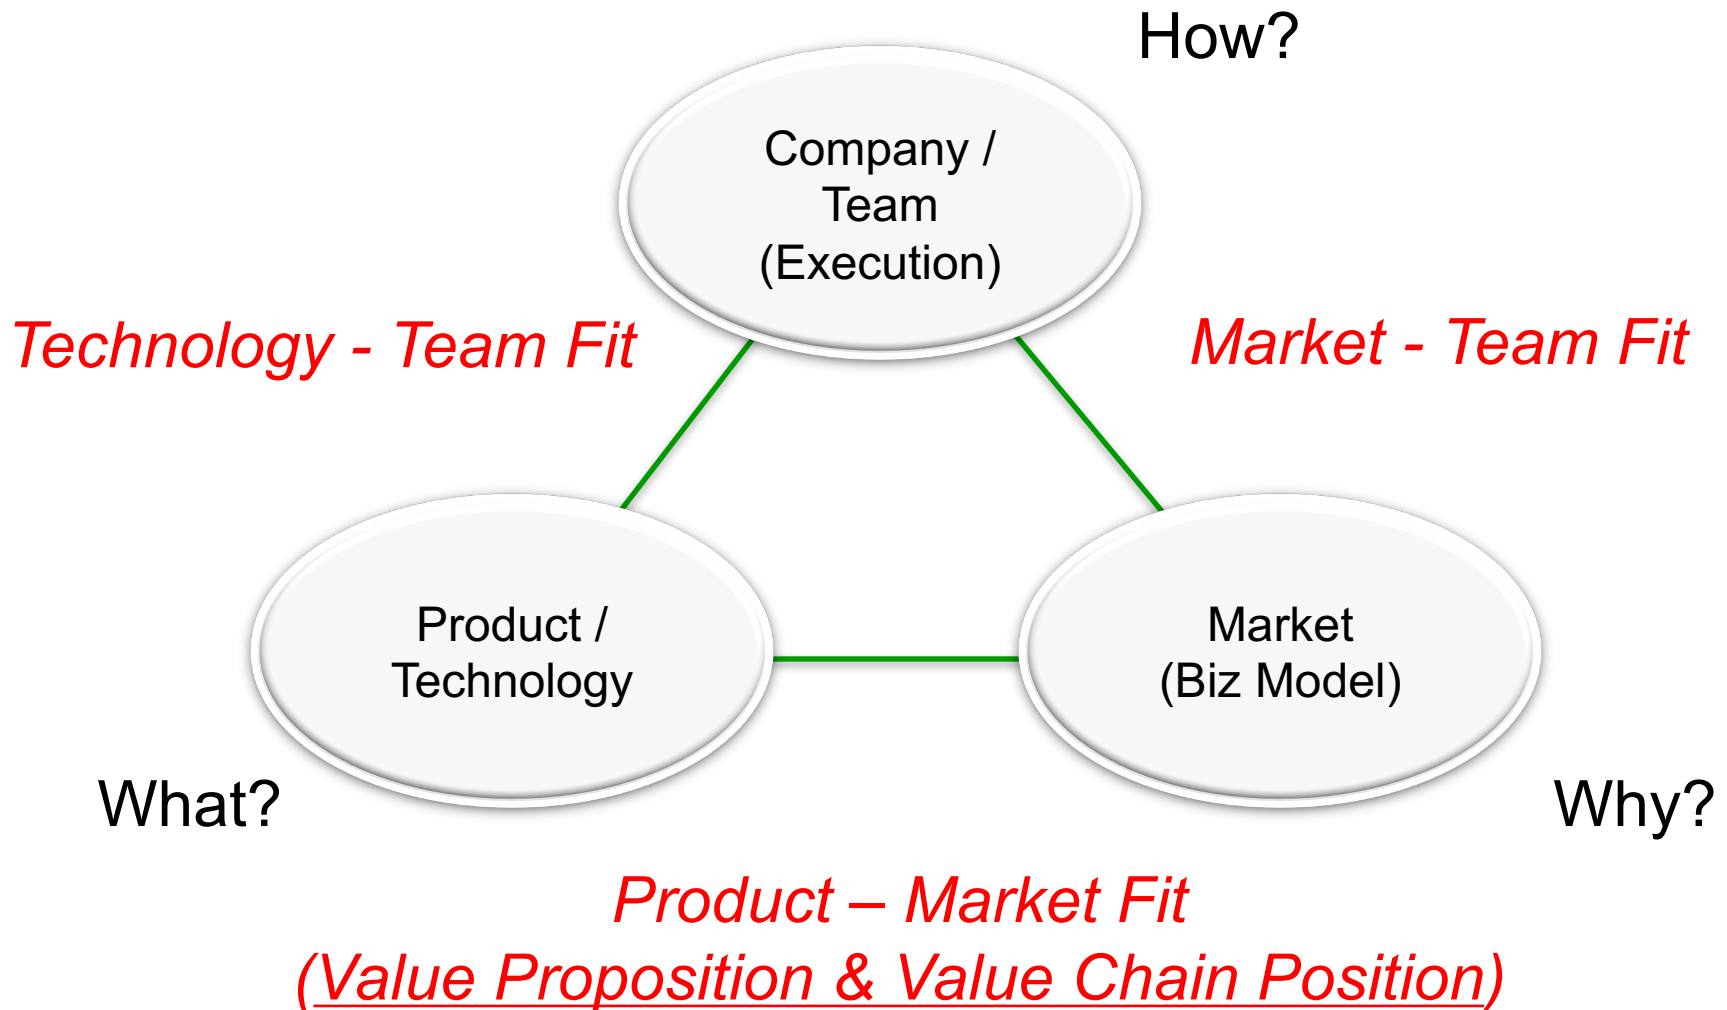 How?
Company /
Team
(Execution)
Technology - Team Fit
Market - Team Fit
Product /
Technology
Market
(Biz Model)
What?
Why?
Product – Market Fit
(Value Proposition & Value Chain Position)